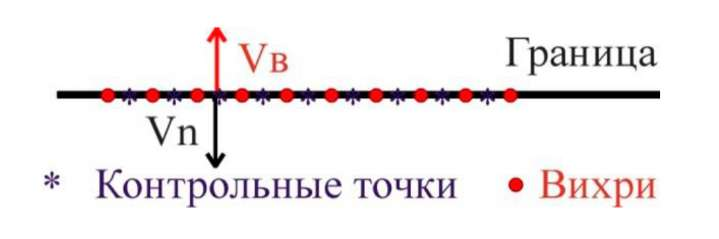 Граница
Vв
Vn
* Контрольные точки
Вихри